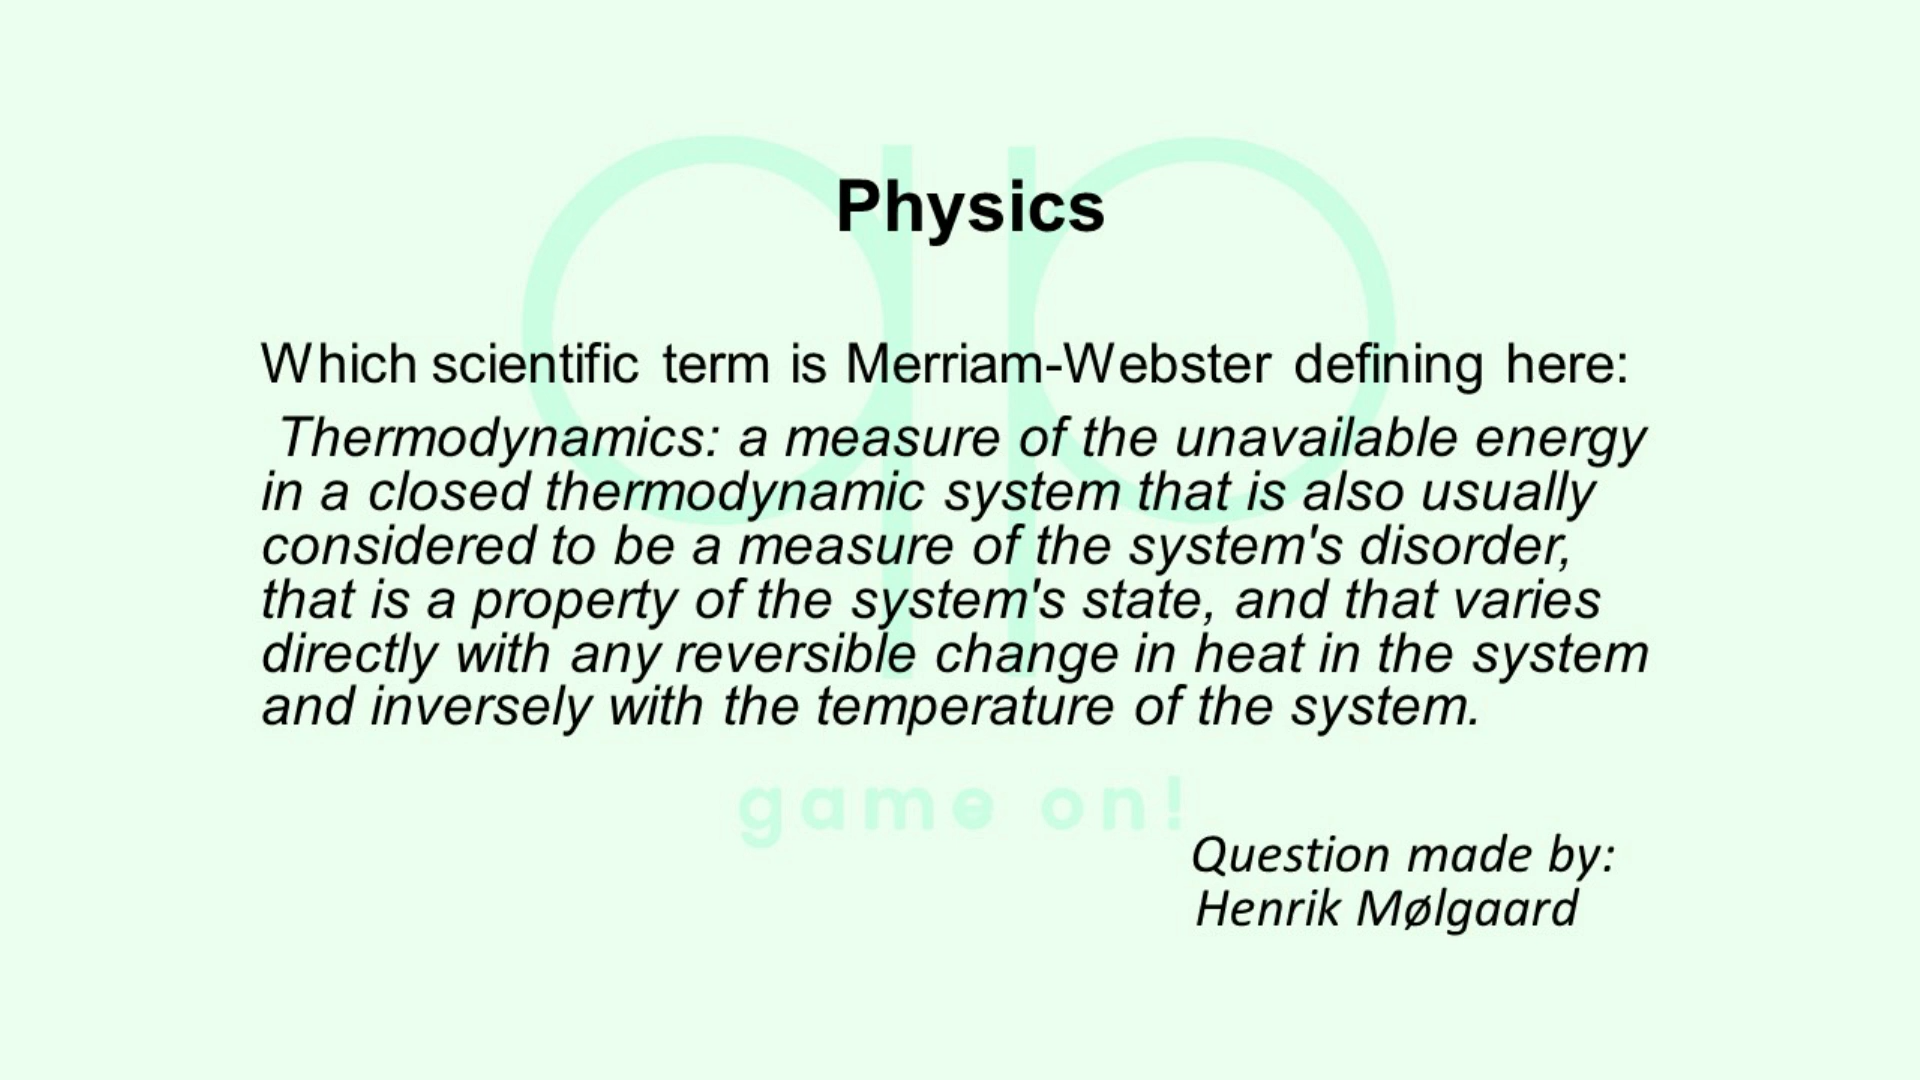 Physics
Which scientific term is Merriam-Webster defining here:
Thermodynamics: a measure of the unavailable energy
in a closed thermodynamic system that is also usually
considered to be a measure of the system's disorder,
that is a property of the system's state, and that varies
directly with any reversible change in heat in the system
and inversely with the temperature of the system.
game on!
Question made by:
Henrik Mølgaard